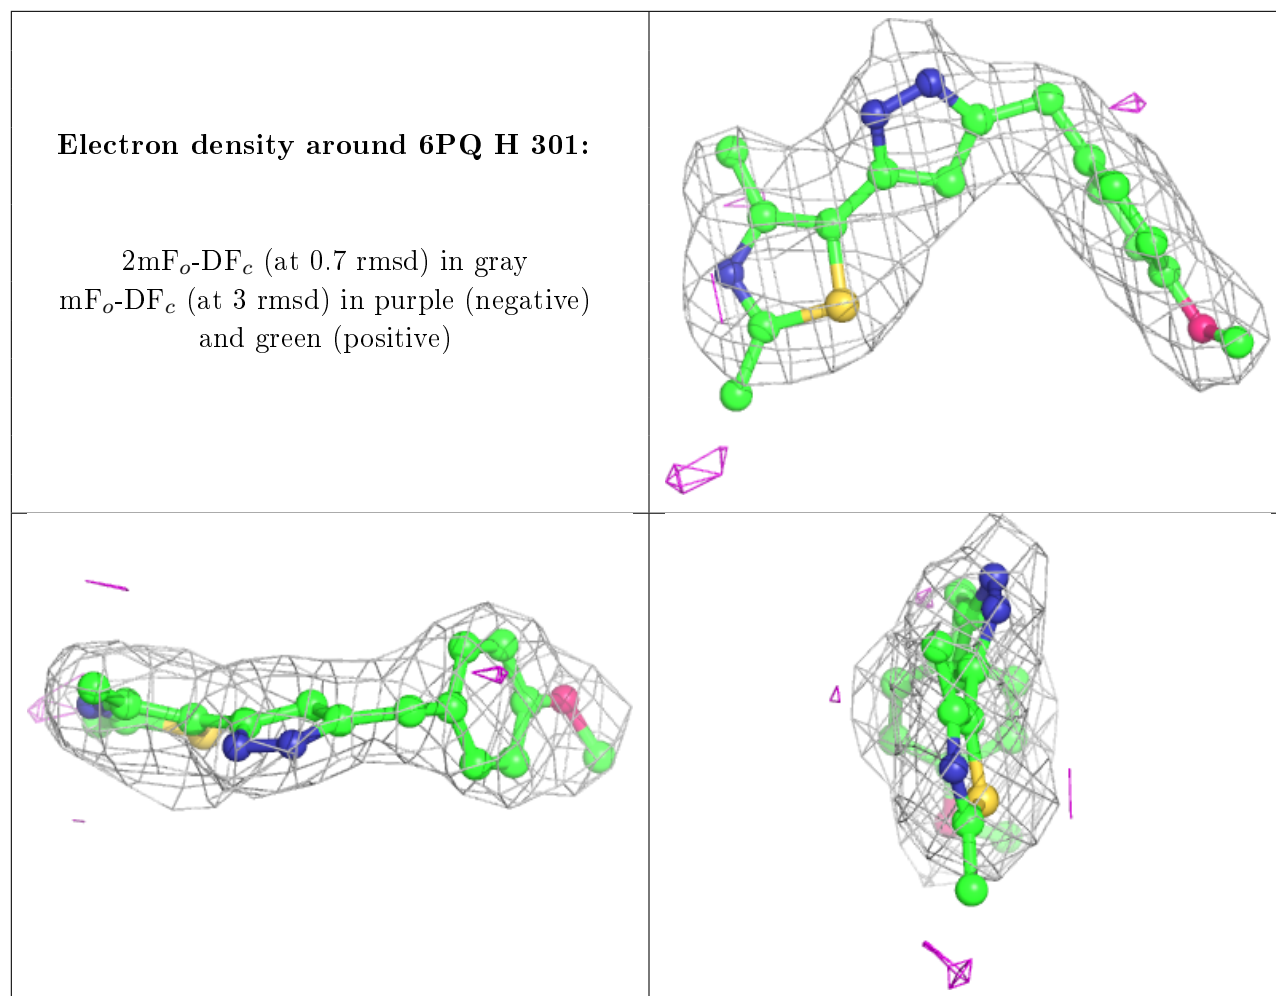 Electron density around 6PQ H 301:
2mFₒ-DF𝒸 (at 0.7 rmsd) in gray
mFₒ-DF𝒸 (at 3 rmsd) in purple (negative)
and green (positive)